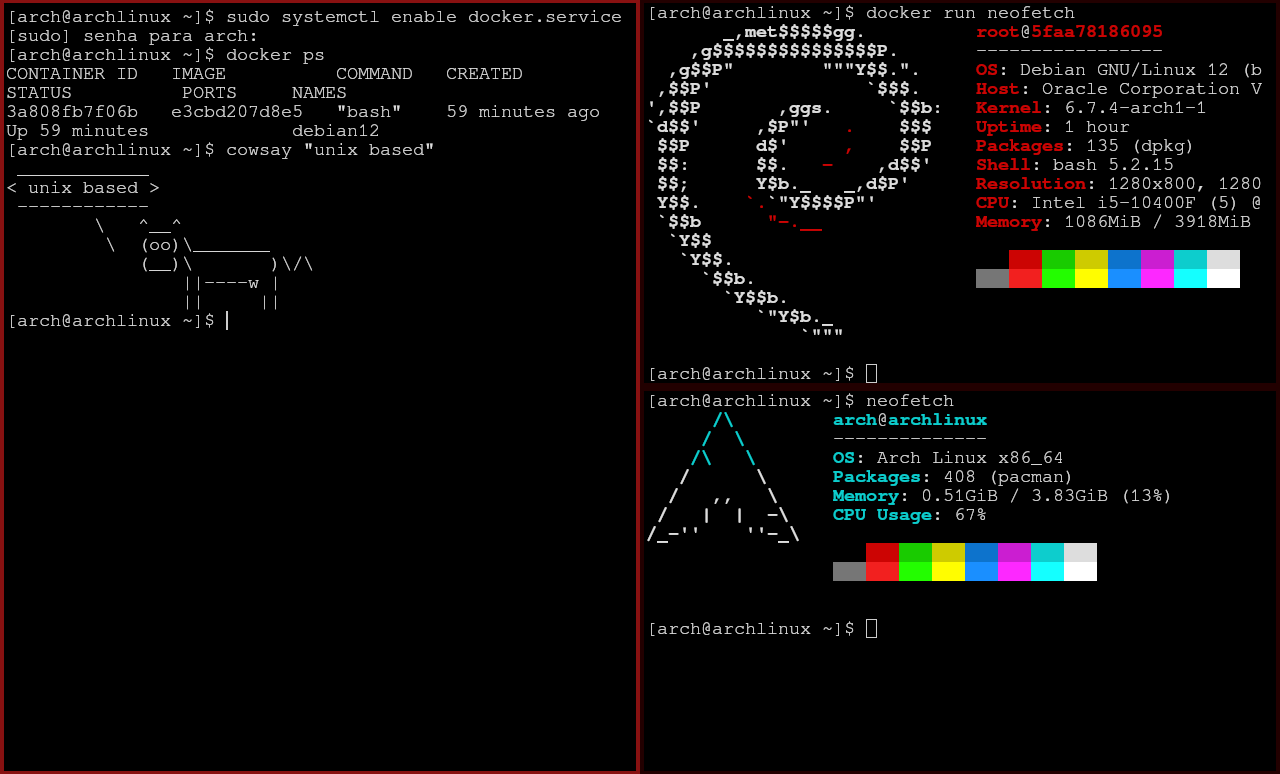 [arch@archlinux ~]$ sudo systemctl enable docker.service
[sudo] senha para arch:
[arch@archlinux ~]$ docker ps
CONTAINER ID   IMAGE          COMMAND   CREATED
STATUS          PORTS     NAMES
3a808fb7f06b   e3cbd207d8e5   "bash"    59 minutes ago
Up 59 minutes             debian12
[arch@archlinux ~]$ cowsay "unix based"
 ____________
< unix based >
 ------------
        \   ^__^
         \  (oo)\_______
            (__)\       )\/\
                ||----w |
                ||     ||
[arch@archlinux ~]$
[arch@archlinux ~]$ docker run neofetch
       _,met$$$$$gg.          root@5faa78186095
    ,g$$$$$$$$$$$$$$$P.       -----------------
  ,g$$P"        """Y$$.".     OS: Debian GNU/Linux 12 (b
 ,$$P'              `$$$.     Host: Oracle Corporation V
',$$P       ,ggs.     `$$b:   Kernel: 6.7.4-arch1-1
`d$$'     ,$P"'   .    $$$    Uptime: 1 hour
 $$P      d$'     ,    $$P    Packages: 135 (dpkg)
 $$:      $$.   -    ,d$$'    Shell: bash 5.2.15
 $$;      Y$b._   _,d$P'      Resolution: 1280x800, 1280
 Y$$.    `.`"Y$$$$P"'         CPU: Intel i5-10400F (5) @
 `$$b      "-.__              Memory: 1086MiB / 3918MiB
  `Y$$
   `Y$$.
     `$$b.
       `Y$$b.
          `"Y$b._
              `"""
[arch@archlinux ~]$
[arch@archlinux ~]$ neofetch
      /\         arch@archlinux
     /  \        --------------
    /\   \       OS: Arch Linux x86_64
   /      \      Packages: 408 (pacman)
  /   ,,   \     Memory: 0.51GiB / 3.83GiB (13%)
 /   |  |  -\    CPU Usage: 67%
/_-''    ''-_\
[arch@archlinux ~]$